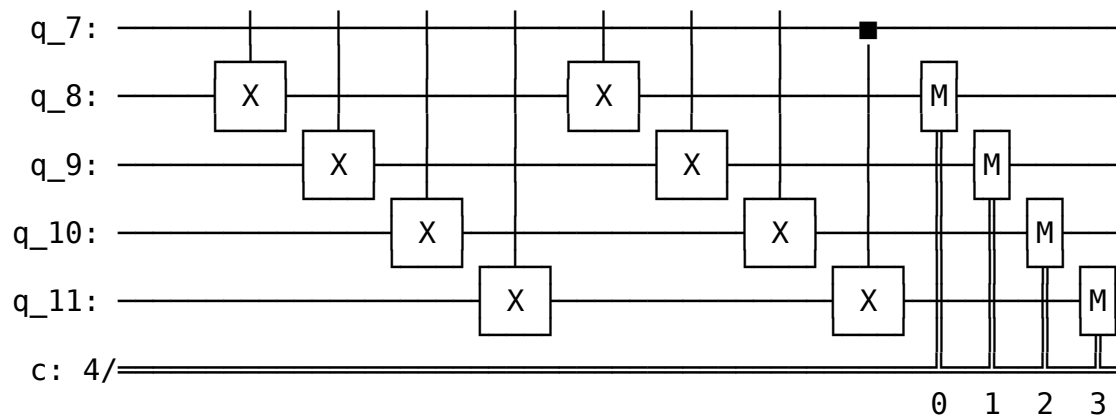 q_7:
q_8: X X M
q_9: X X M
q_10: X X M
q_11: X X M
c: 4/
0 1 2 3